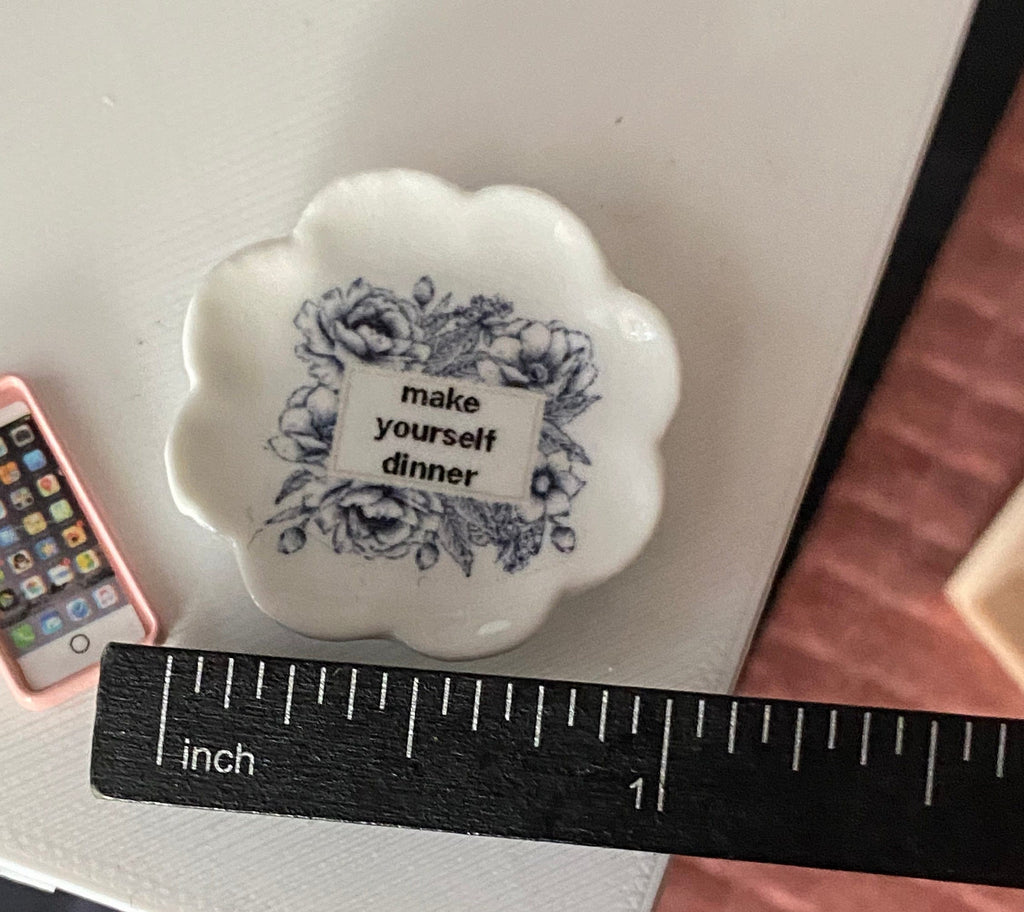 make
yourself
dinner
inch
1